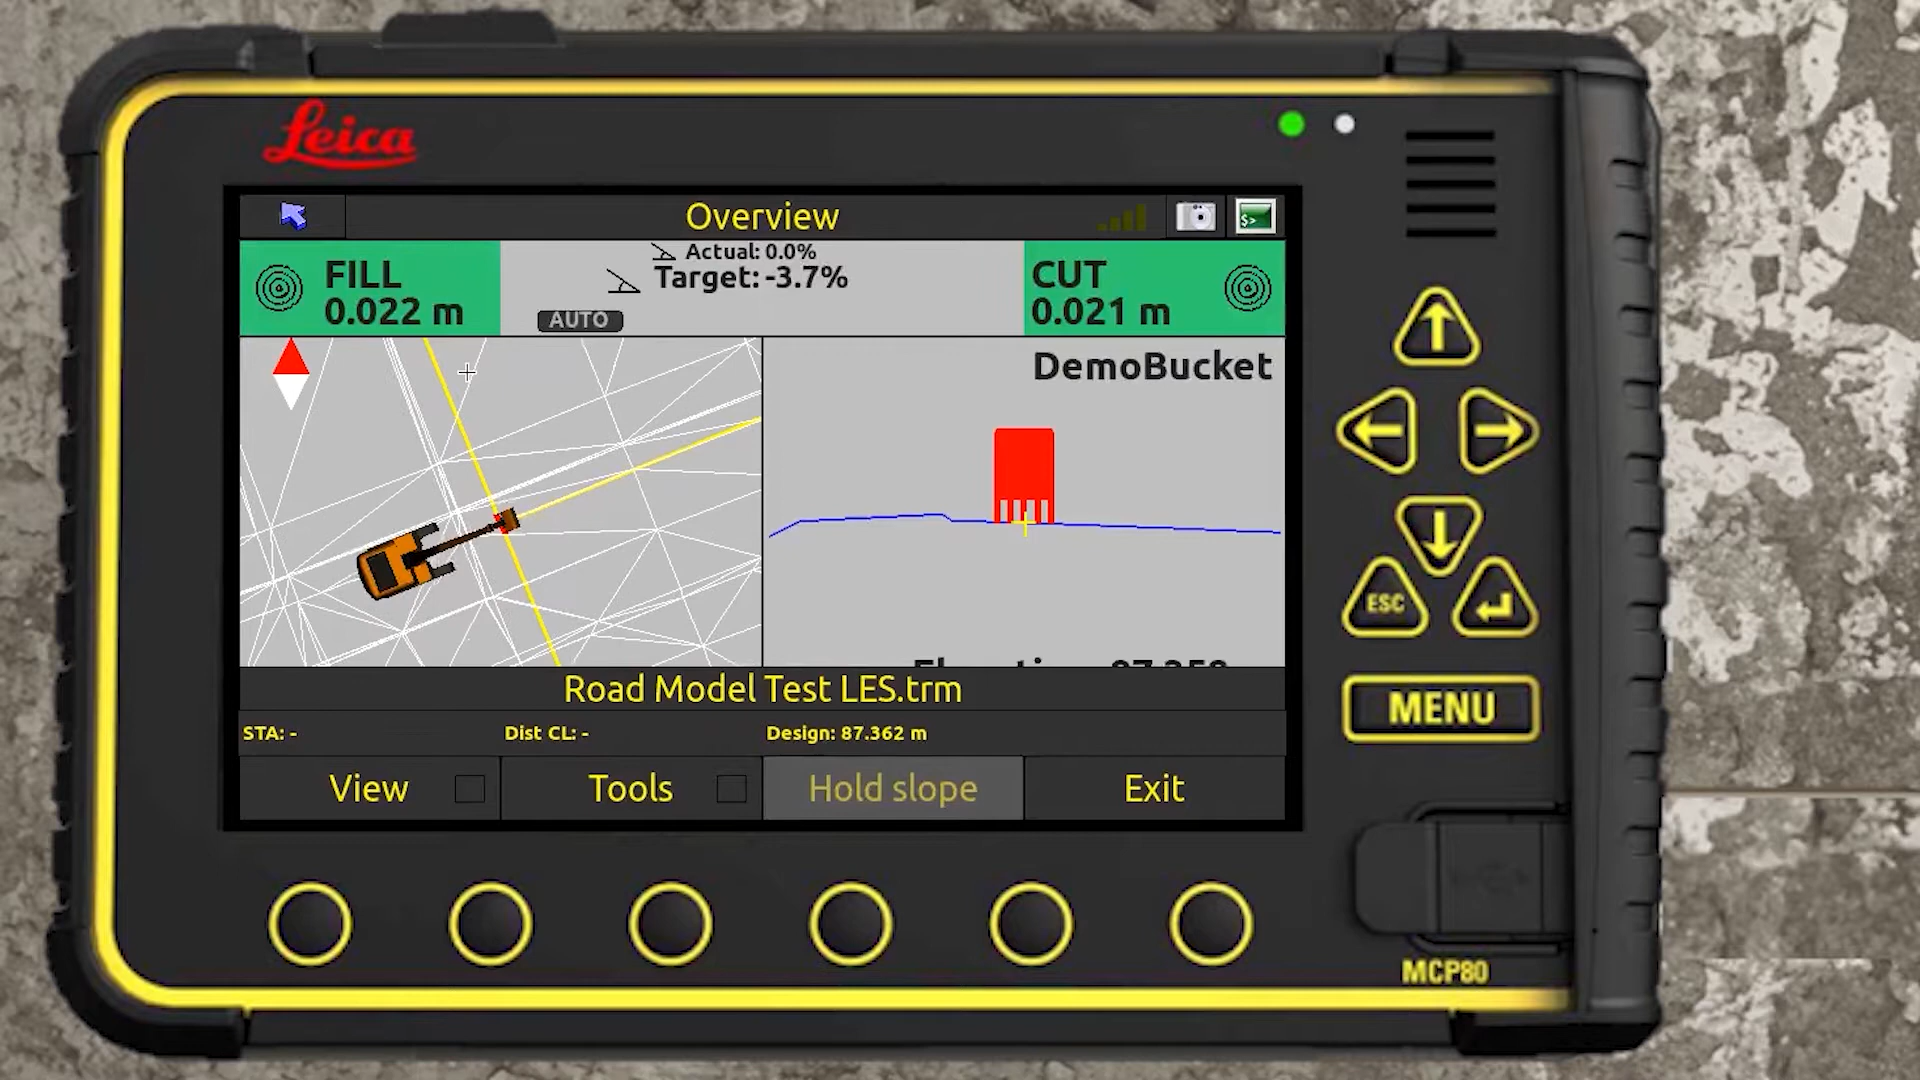 Leica
Overview
$>
FILL
0.022 m
Actual: 0.0%
Target: -3.7%
AUTO
CUT
0.021 m
DemoBucket
Road Model Test LES.trm
STA: -
Dist CL: -
Design: 87.362 m
View
Tools
Hold slope
Exit
ESC
MENU
MCP80